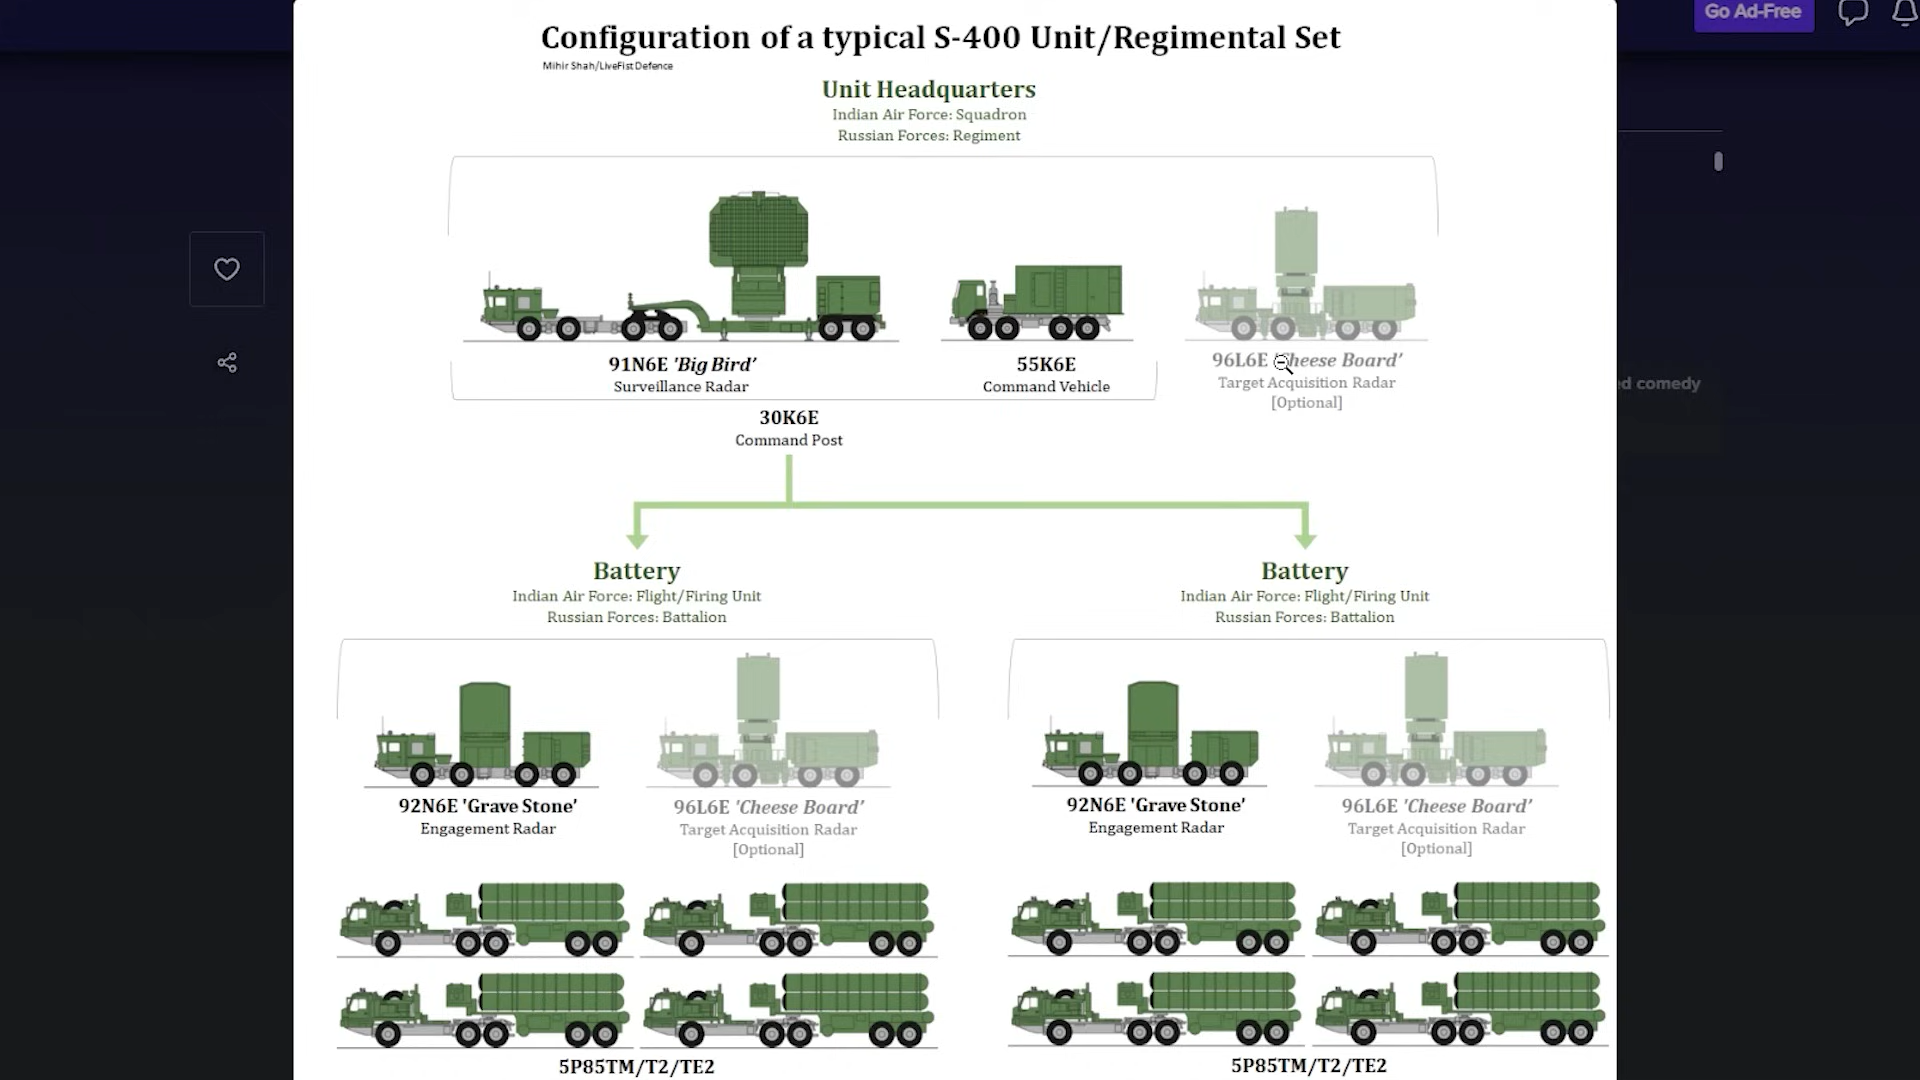 Go Ad-Free
Configuration of a typical S-400 Unit/Regimental Set
Mihir Shah/LiveFist Defence
Unit Headquarters
Indian Air Force: Squadron
Russian Forces: Regiment
91N6E 'Big Bird'
Surveillance Radar
55K6E
Command Vehicle
96L6E 'Cheese Board'
Target Acquisition Radar
[Optional]
ed comedy
30K6E
Command Post
Battery
Indian Air Force: Flight/Firing Unit
Russian Forces: Battalion
Battery
Indian Air Force: Flight/Firing Unit
Russian Forces: Battalion
92N6E 'Grave Stone'
Engagement Radar
96L6E 'Cheese Board'
Target Acquisition Radar
[Optional]
92N6E 'Grave Stone'
Engagement Radar
96L6E 'Cheese Board'
Target Acquisition Radar
[Optional]
5P85TM/T2/TE2
5P85TM/T2/TE2